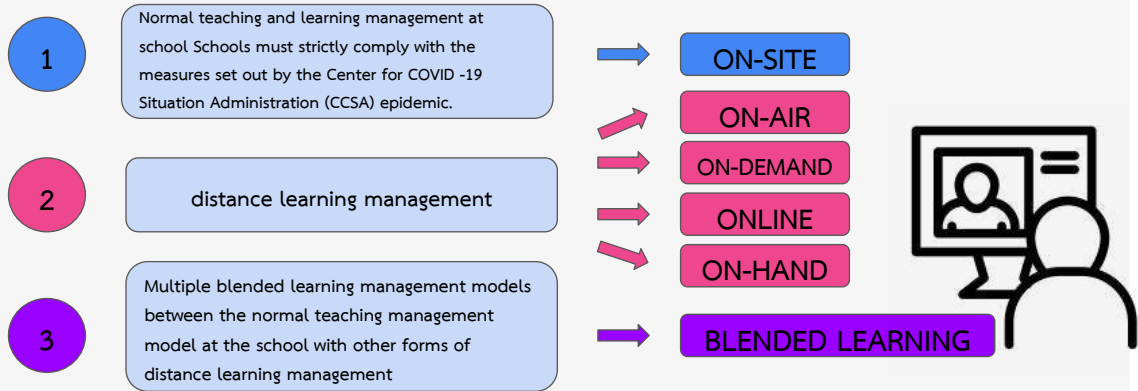 1
Normal teaching and learning management at
school Schools must strictly comply with the
measures set out by the Center for COVID -19
Situation Administration (CCSA) epidemic.
ON-SITE
2
distance learning management
ON-AIR
ON-DEMAND
ONLINE
ON-HAND
3
Multiple blended learning management models
between the normal teaching management
model at the school with other forms of
distance learning management
BLENDED LEARNING